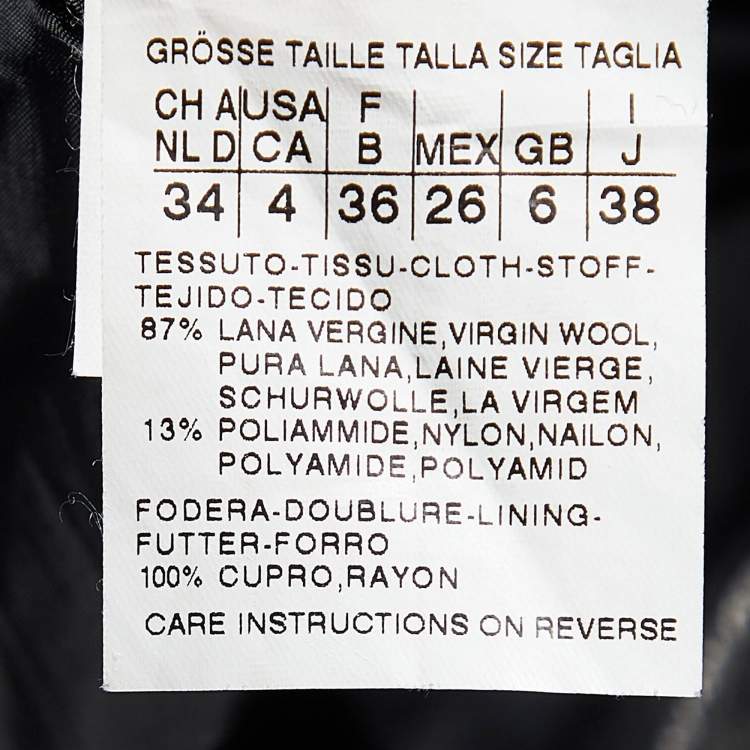 GRÖSSE TAILLE TALLA SIZE TAGLIA
CH A USA F I
NL D CA B MEX GB J
34 4 36 26 6 38
TESSUTO-TISSU-CLOTH-STOFF-
TEJIDO-TECIDO
87% LANA VERGINE,VIRGIN WOOL,
PURA LANA,LAINE VIERGE,
SCHURWOLLE,LA VIRGEM
13% POLIAMMIDE,NYLON,NAILON,
POLYAMIDE,POLYAMID
FODERA-DOUBLURE-LINING-
FUTTER-FORRO
100% CUPRO,RAYON
CARE INSTRUCTIONS ON REVERSE